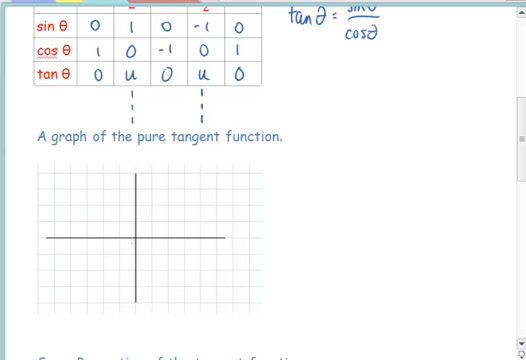 2
sin θ 0 1 0 -1 0
cos θ 1 0 -1 0 1
tan θ 0 u 0 u 0
tan θ = sin θ / cos θ
A graph of the pure tangent function.